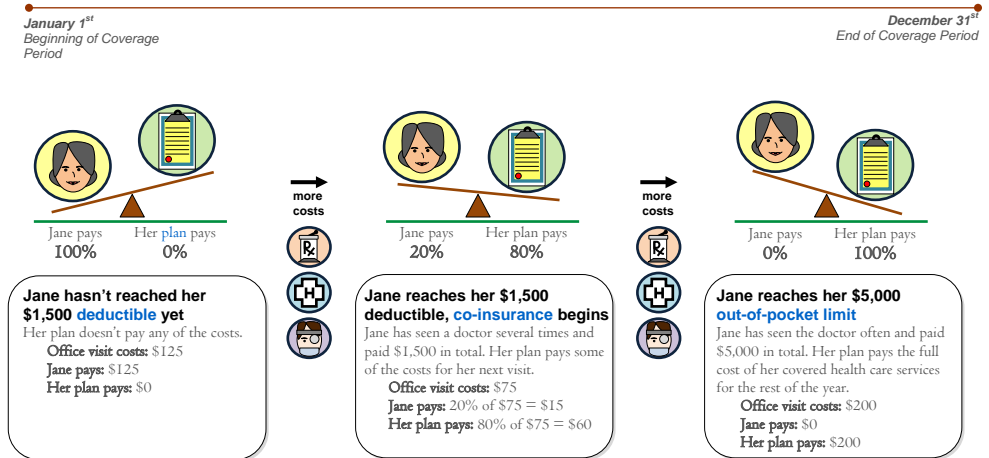 January 1st
Beginning of Coverage
Period
December 31st
End of Coverage Period
Jane pays
100%
Her plan pays
0%
more
costs
Rx
H
Jane pays
20%
Her plan pays
80%
more
costs
Rx
H
Jane pays
0%
Her plan pays
100%
Jane hasn't reached her
$1,500 deductible yet
Her plan doesn't pay any of the costs.
Office visit costs: $125
Jane pays: $125
Her plan pays: $0
Jane reaches her $1,500
deductible, co-insurance begins
Jane has seen a doctor several times and
paid $1,500 in total. Her plan pays some
of the costs for her next visit.
Office visit costs: $75
Jane pays: 20% of $75 = $15
Her plan pays: 80% of $75 = $60
Jane reaches her $5,000
out-of-pocket limit
Jane has seen the doctor often and paid
$5,000 in total. Her plan pays the full
cost of her covered health care services
for the rest of the year.
Office visit costs: $200
Jane pays: $0
Her plan pays: $200